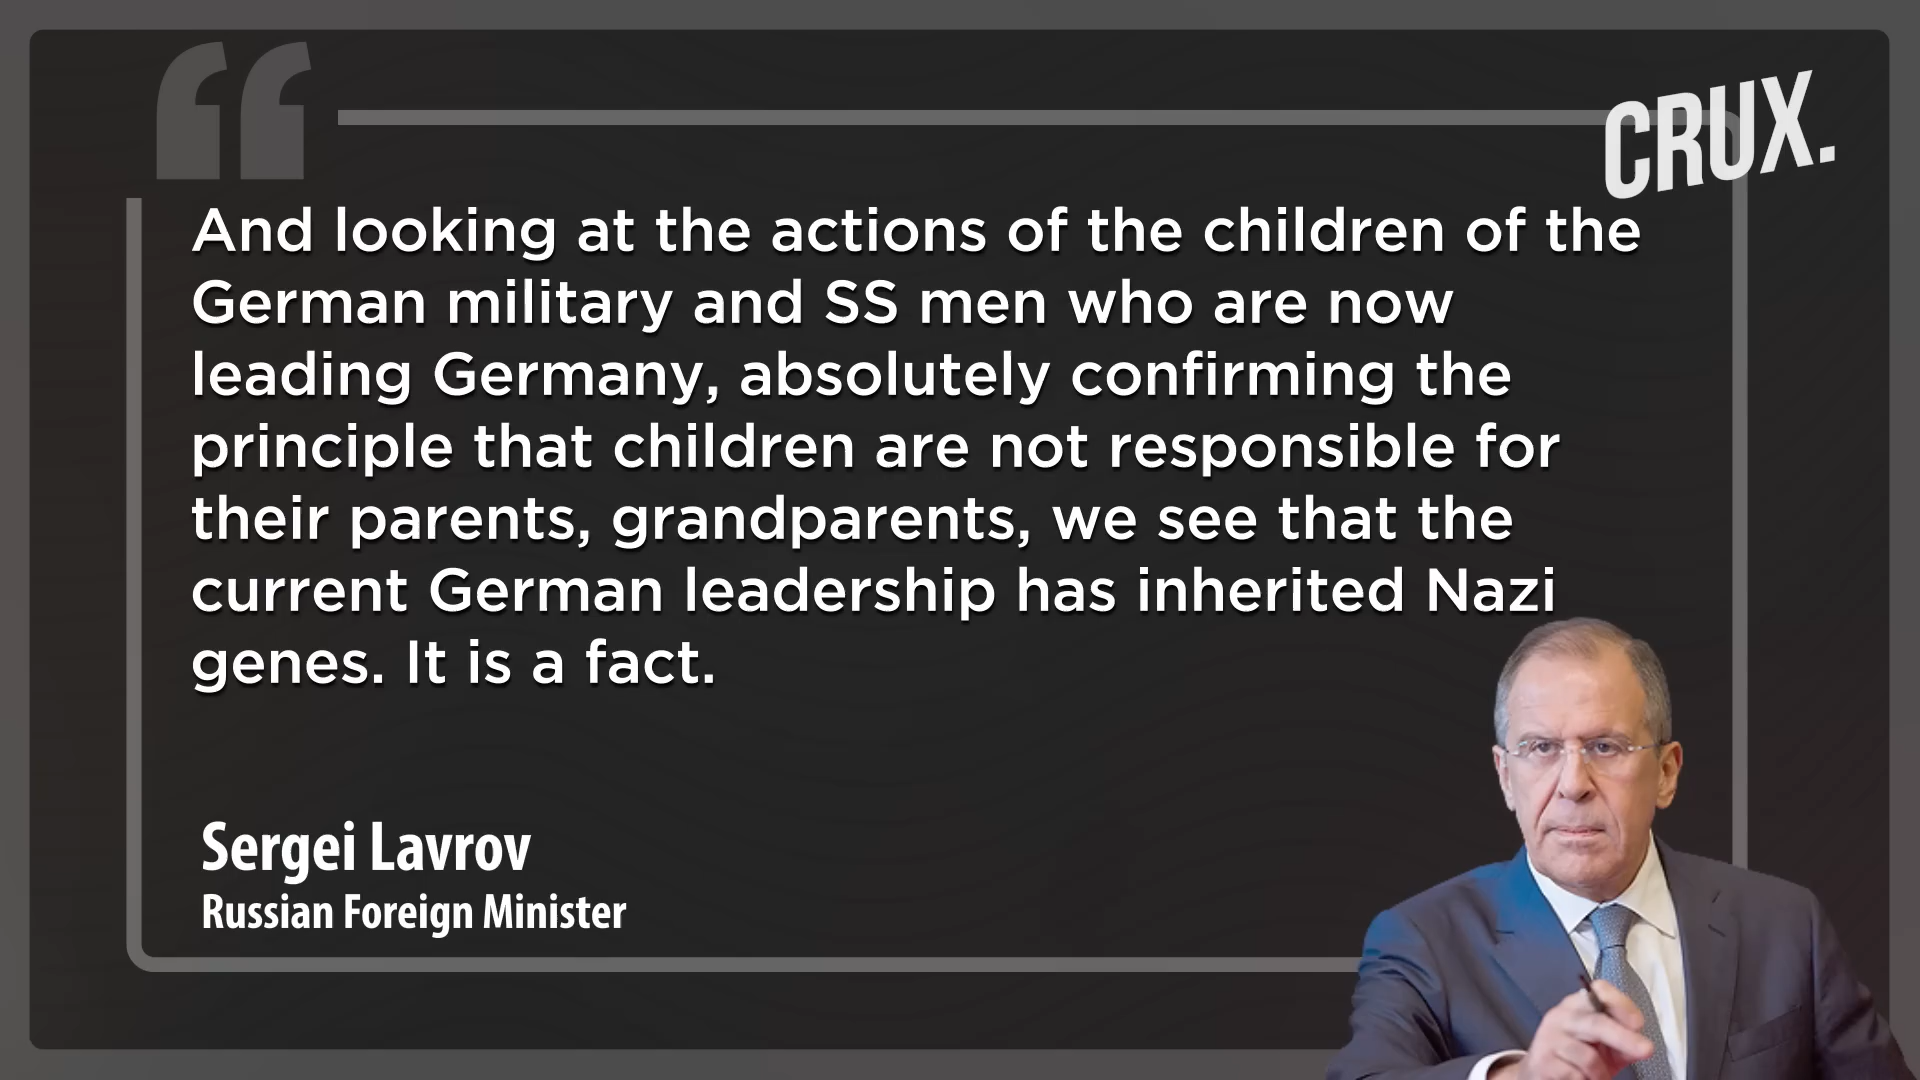 CRUX.
And looking at the actions of the children of the
German military and SS men who are now
leading Germany, absolutely confirming the
principle that children are not responsible for
their parents, grandparents, we see that the
current German leadership has inherited Nazi
genes. It is a fact.
Sergei Lavrov
Russian Foreign Minister